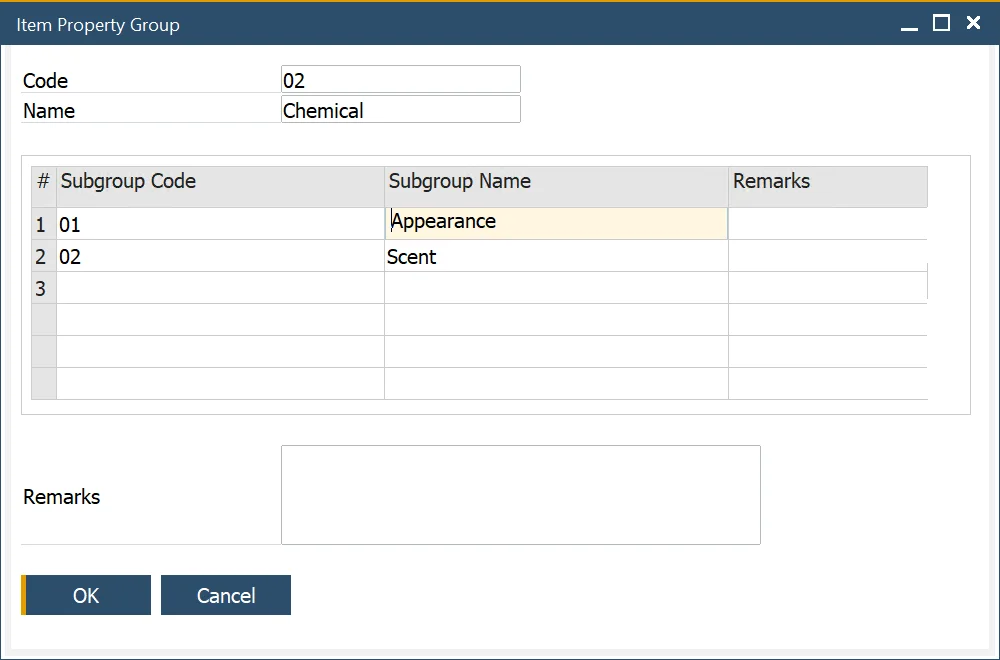 Item Property Group
Code 02
Name Chemical
# Subgroup Code Subgroup Name Remarks
1 01 Appearance
2 02 Scent
3
Remarks
OK Cancel